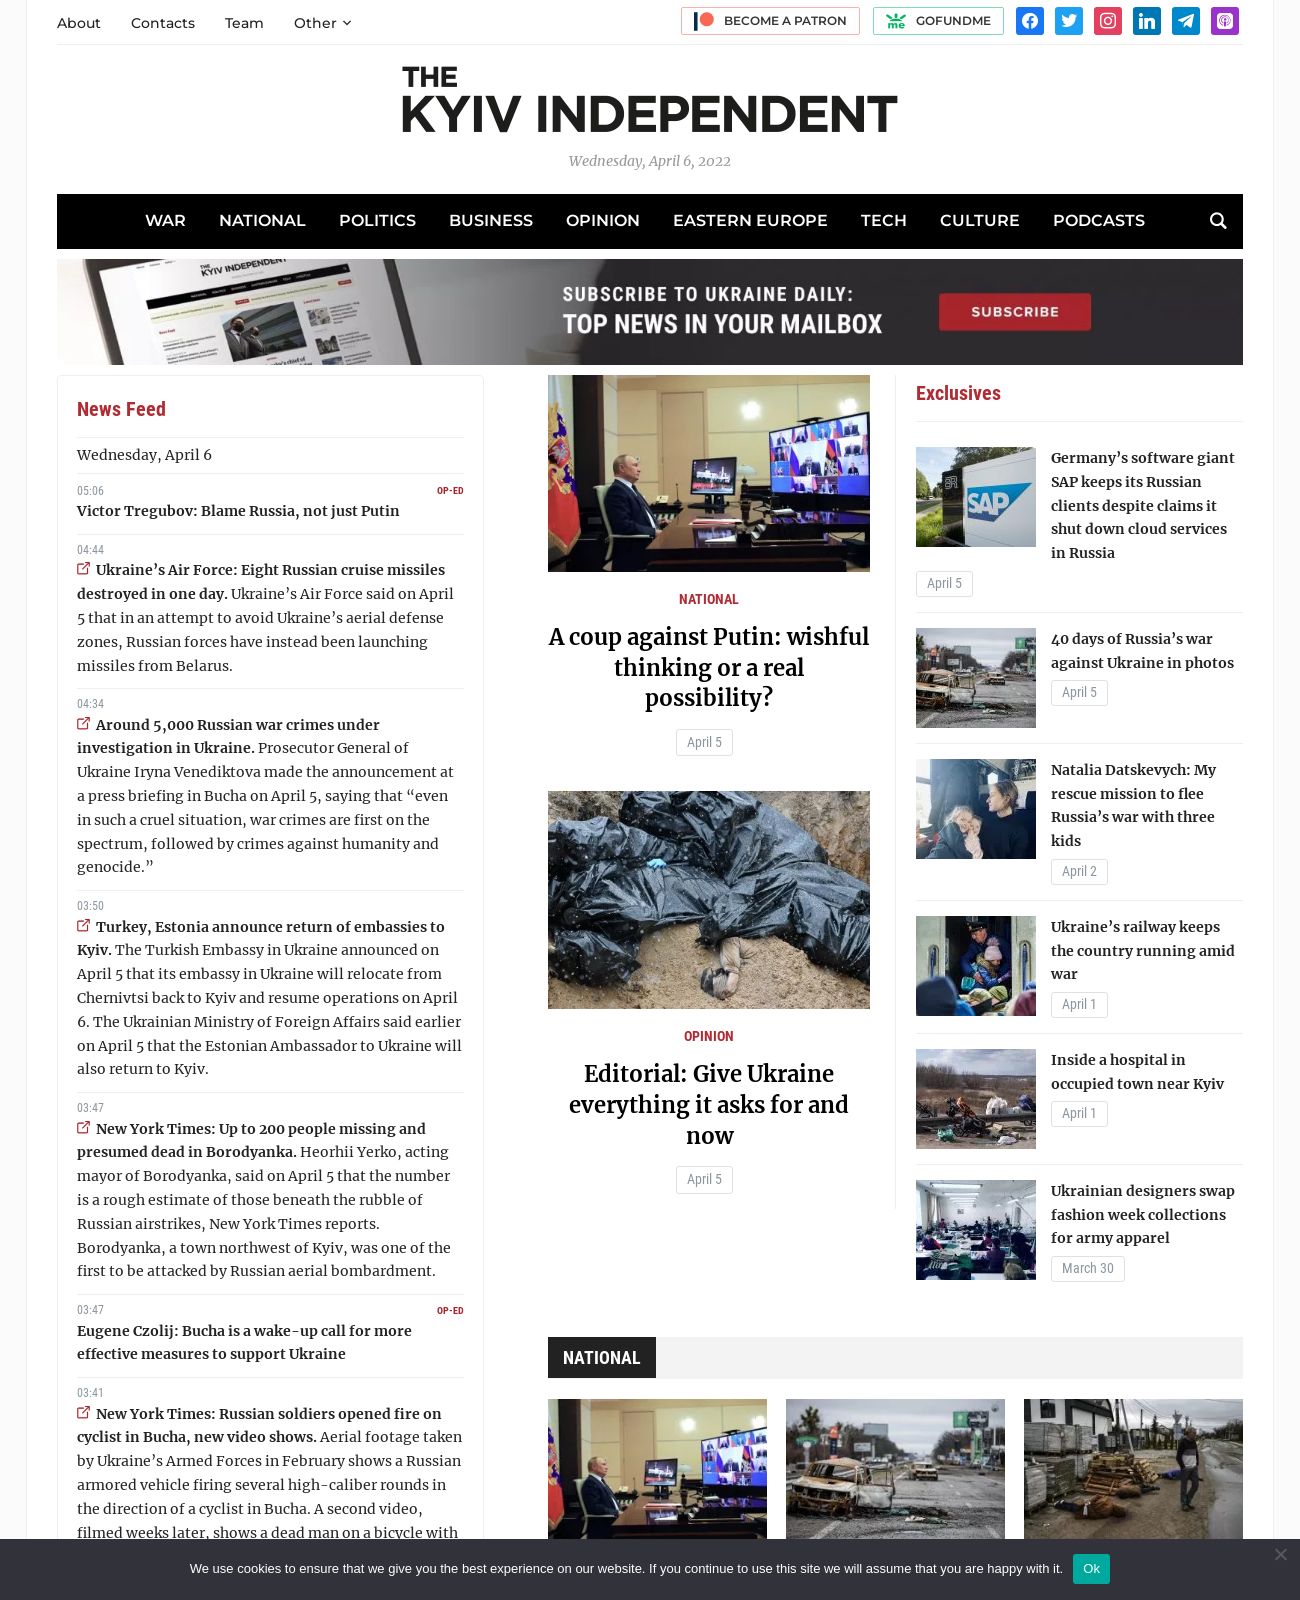 About Contacts Team Other
BECOME A PATRON
GOFUNDME
THE
KYIV INDEPENDENT
Wednesday, April 6, 2022
WAR NATIONAL POLITICS BUSINESS OPINION EASTERN EUROPE TECH CULTURE PODCASTS
THE
KYIV INDEPENDENT
SUBSCRIBE TO UKRAINE DAILY:
TOP NEWS IN YOUR MAILBOX
SUBSCRIBE
News Feed
Wednesday, April 6
05:06
OP-ED
Victor Tregubov: Blame Russia, not just Putin
04:44
Ukraine’s Air Force: Eight Russian cruise missiles
destroyed in one day. Ukraine’s Air Force said on April
5 that in an attempt to avoid Ukraine’s aerial defense
zones, Russian forces have instead been launching
missiles from Belarus.
04:34
Around 5,000 Russian war crimes under
investigation in Ukraine. Prosecutor General of
Ukraine Iryna Venediktova made the announcement at
a press briefing in Bucha on April 5, saying that “even
in such a cruel situation, war crimes are first on the
spectrum, followed by crimes against humanity and
genocide.”
03:50
Turkey, Estonia announce return of embassies to
Kyiv. The Turkish Embassy in Ukraine announced on
April 5 that its embassy in Ukraine will relocate from
Chernivtsi back to Kyiv and resume operations on April
6. The Ukrainian Ministry of Foreign Affairs said earlier
on April 5 that the Estonian Ambassador to Ukraine will
also return to Kyiv.
03:47
New York Times: Up to 200 people missing and
presumed dead in Borodyanka. Heorhii Yerko, acting
mayor of Borodyanka, said on April 5 that the number
is a rough estimate of those beneath the rubble of
Russian airstrikes, New York Times reports.
Borodyanka, a town northwest of Kyiv, was one of the
first to be attacked by Russian aerial bombardment.
03:47
OP-ED
Eugene Czolij: Bucha is a wake-up call for more
effective measures to support Ukraine
03:41
New York Times: Russian soldiers opened fire on
cyclist in Bucha, new video shows. Aerial footage taken
by Ukraine’s Armed Forces in February shows a Russian
armored vehicle firing several high-caliber rounds in
the direction of a cyclist in Bucha. A second video,
filmed weeks later, shows a dead man on a bicycle with
NATIONAL
A coup against Putin: wishful
thinking or a real
possibility?
April 5
OPINION
Editorial: Give Ukraine
everything it asks for and
now
April 5
Exclusives
SAP
Germany’s software giant
SAP keeps its Russian
clients despite claims it
shut down cloud services
in Russia
April 5
40 days of Russia’s war
against Ukraine in photos
April 5
Natalia Datskevych: My
rescue mission to flee
Russia’s war with three
kids
April 2
Ukraine’s railway keeps
the country running amid
war
April 1
Inside a hospital in
occupied town near Kyiv
April 1
Ukrainian designers swap
fashion week collections
for army apparel
March 30
NATIONAL
We use cookies to ensure that we give you the best experience on our website. If you continue to use this site we will assume that you are happy with it.
Ok